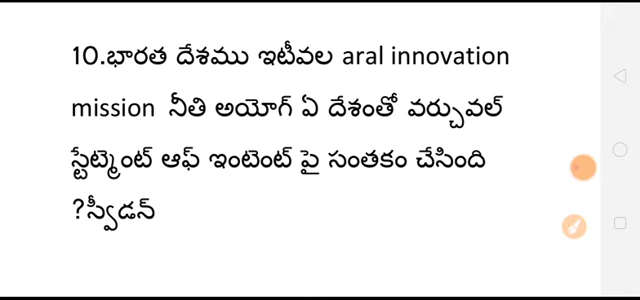 10.భారత దేశము ఇటీవల aral innovation
mission నీతి అయోగ్ ఏ దేశంతో వర్చువల్
స్టేట్మెంట్ ఆఫ్ ఇంటెంట్ పై సంతకం చేసింది
?స్వీడన్